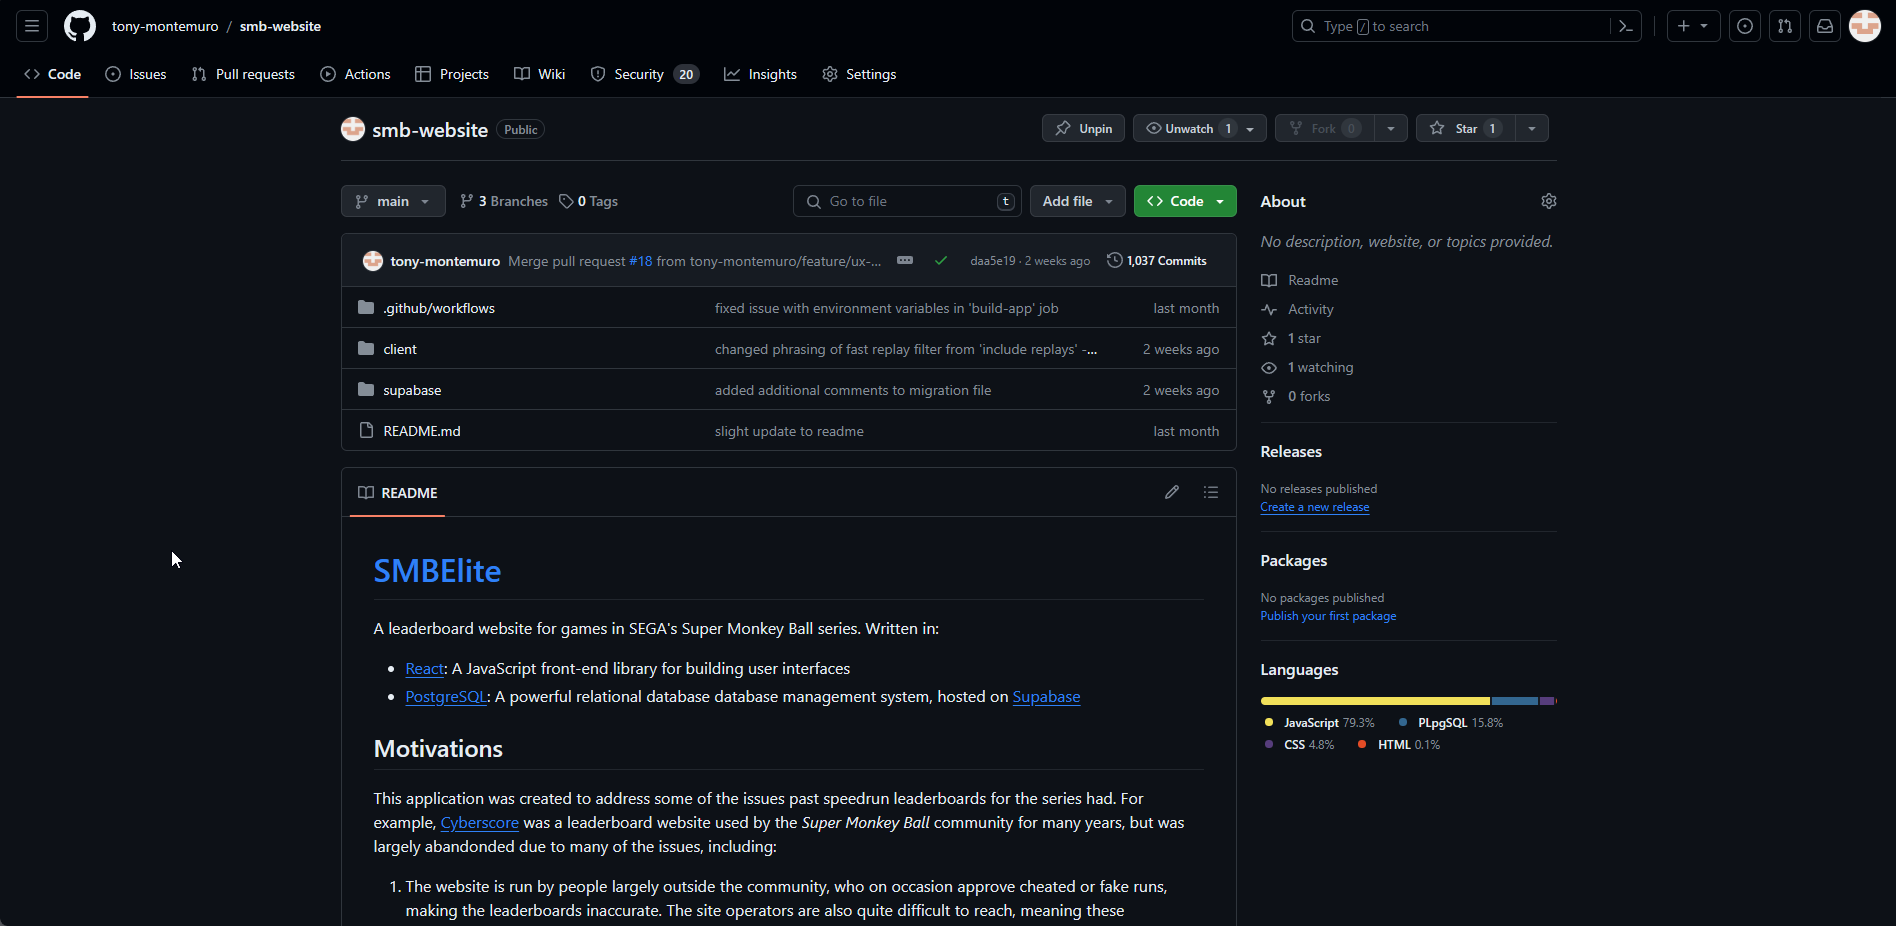 tony-montemuro / smb-website
Type / to search
Code Issues Pull requests Actions Projects Wiki Security 20 Insights Settings
smb-website Public
Unpin Unwatch 1 Fork 0 Star 1
main 3 Branches 0 Tags
Go to file t Add file Code
tony-montemuro Merge pull request #18 from tony-montemuro/feature/ux-... daa5e19 · 2 weeks ago 1,037 Commits
.github/workflows fixed issue with environment variables in 'build-app' job last month
client changed phrasing of fast replay filter from 'include replays' -... 2 weeks ago
supabase added additional comments to migration file 2 weeks ago
README.md slight update to readme last month
README
SMBElite
A leaderboard website for games in SEGA's Super Monkey Ball series. Written in:
• React: A JavaScript front-end library for building user interfaces
• PostgreSQL: A powerful relational database database management system, hosted on Supabase
Motivations
This application was created to address some of the issues past speedrun leaderboards for the series had. For
example, Cyberscore was a leaderboard website used by the Super Monkey Ball community for many years, but was
largely abandonded due to many of the issues, including:
1. The website is run by people largely outside the community, who on occasion approve cheated or fake runs,
making the leaderboards inaccurate. The site operators are also quite difficult to reach, meaning these
About
No description, website, or topics provided.
Readme
Activity
1 star
1 watching
0 forks
Releases
No releases published
Create a new release
Packages
No packages published
Publish your first package
Languages
JavaScript 79.3% PLpgSQL 15.8%
CSS 4.8% HTML 0.1%